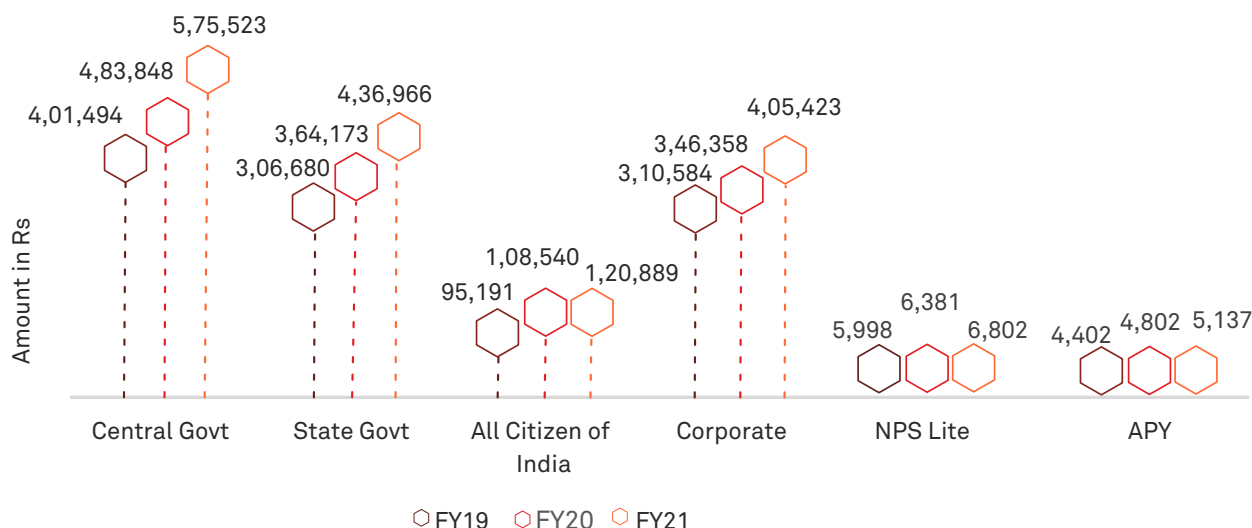 5,75,523
4,83,848
4,01,494
4,36,966
3,64,173
3,06,680
4,05,423
3,46,358
3,10,584
1,08,540
1,20,889
95,191
6,381
5,998
6,802
4,802
5,137
4,402
Amount in Rs
Central Govt
State Govt
All Citizen of
India
Corporate
NPS Lite
APY
FY19
FY20
FY21